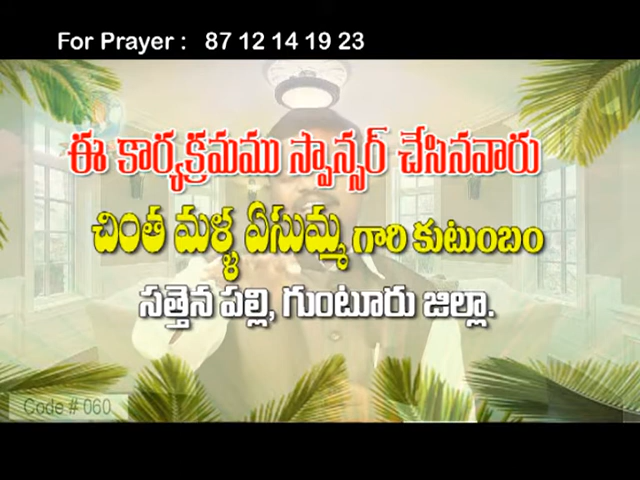 For Prayer : 87 12 14 19 23
ఈ కార్యక్రమము స్పాన్సర్ చేసినవారు
చింత మళ్ళ ఏసుమ్మ గారి కుటుంబం
సత్తెన పల్లి, గుంటూరు జిల్లా.
Code # 060